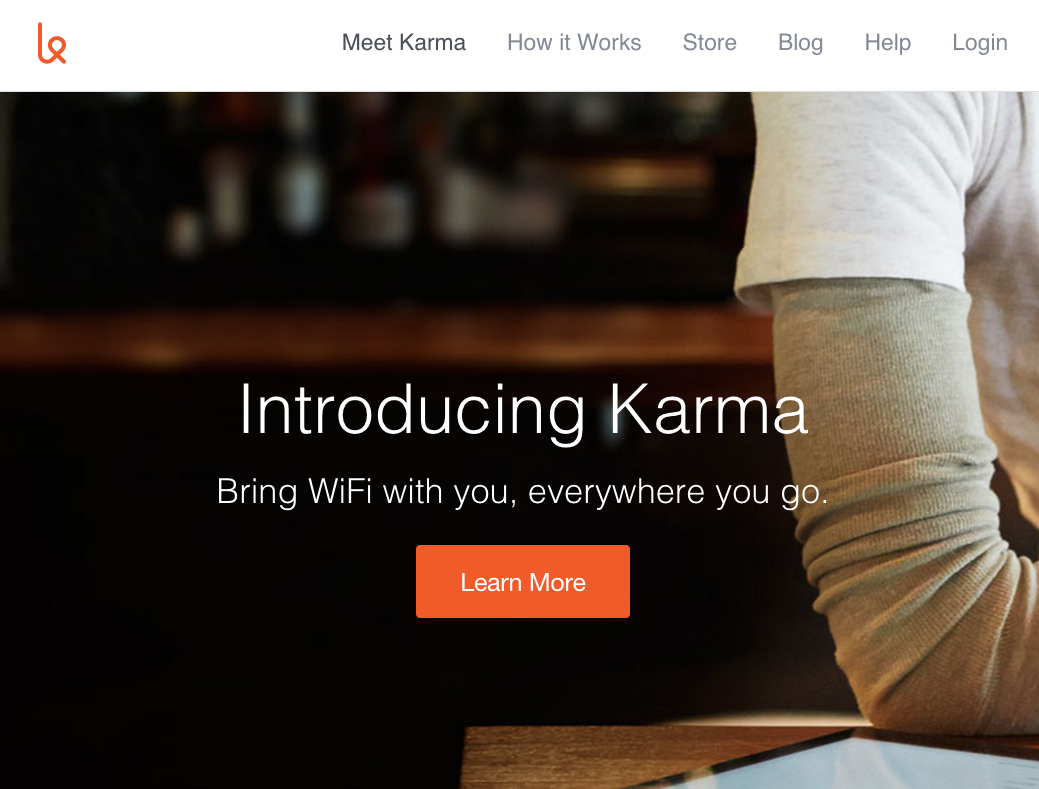 Meet Karma How it Works Store Blog Help Login
Introducing Karma
Bring WiFi with you, everywhere you go.
Learn More